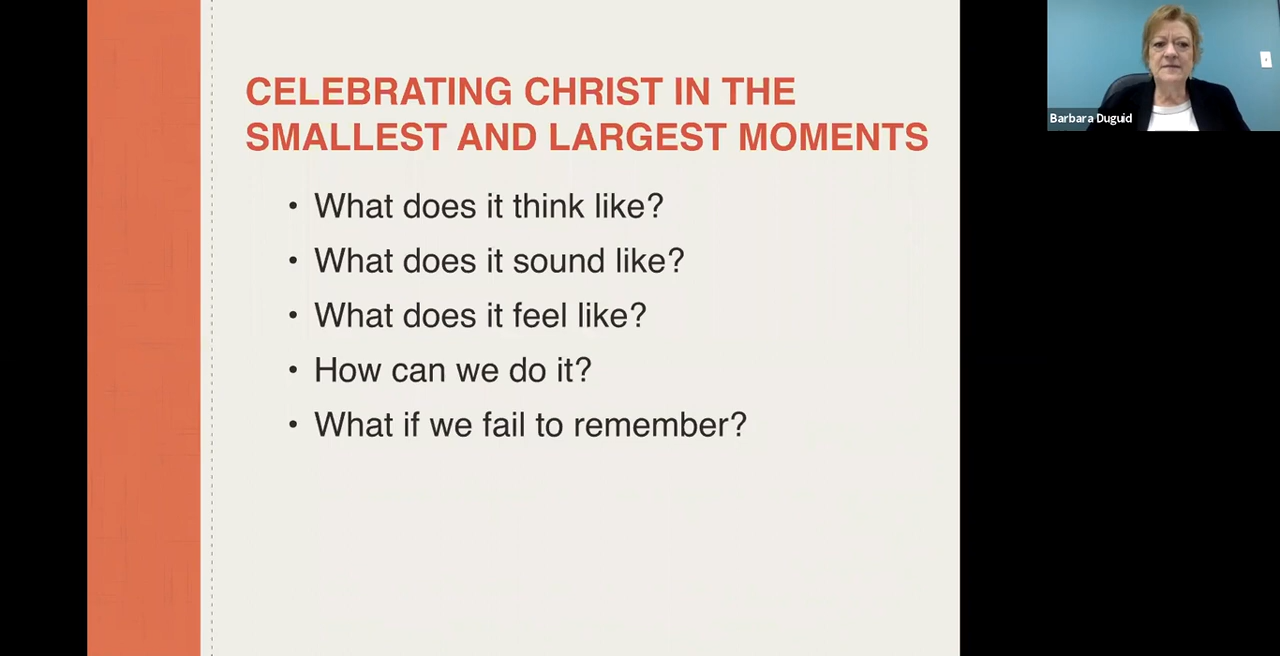 CELEBRATING CHRIST IN THE
SMALLEST AND LARGEST MOMENTS
• What does it think like?
• What does it sound like?
• What does it feel like?
• How can we do it?
• What if we fail to remember?
Barbara Duguid